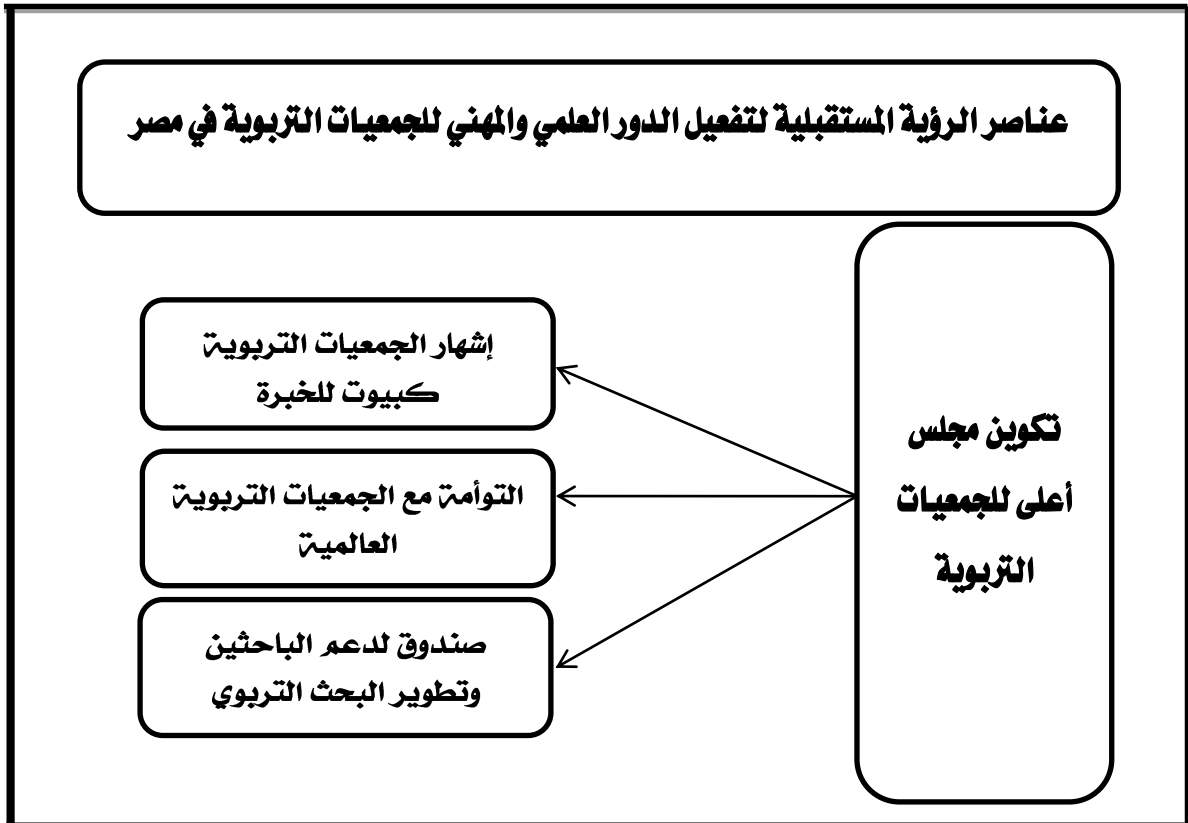 عناصر الرؤية المستقبلية لتفعيل الدور العلمي والمهني للجمعيات التربوية في مصر
تكوين مجلس
أعلى للجمعيات
التربوية
إشهار الجمعيات التربوية
كبيوت للخبرة
التوأمة مع الجمعيات التربوية
العالمية
صندوق لدعم الباحثين
وتطوير البحث التربوي